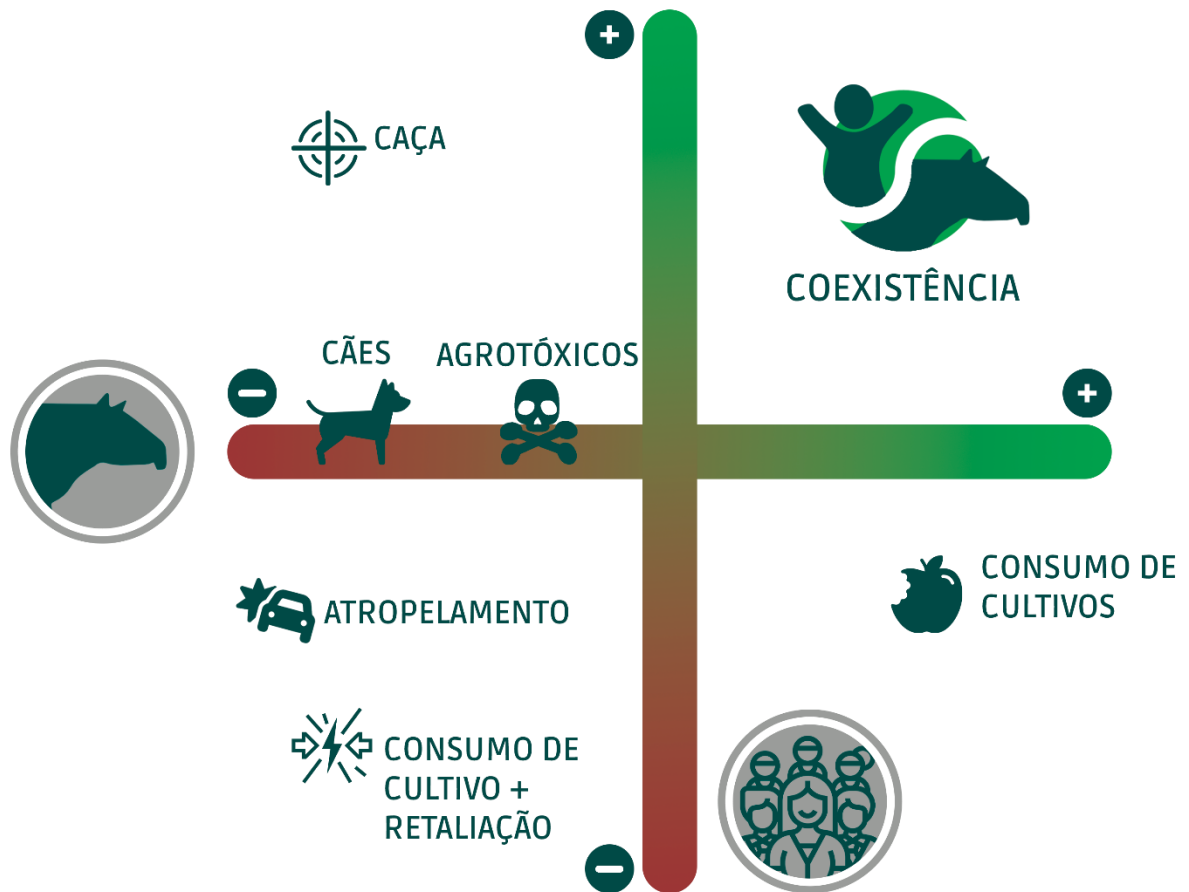 +
CAÇA
COEXISTÊNCIA
CÃES
AGROTÓXICOS
−
+
CONSUMO DE
CULTIVOS
ATROPELAMENTO
CONSUMO DE
CULTIVO +
RETALIAÇÃO
−